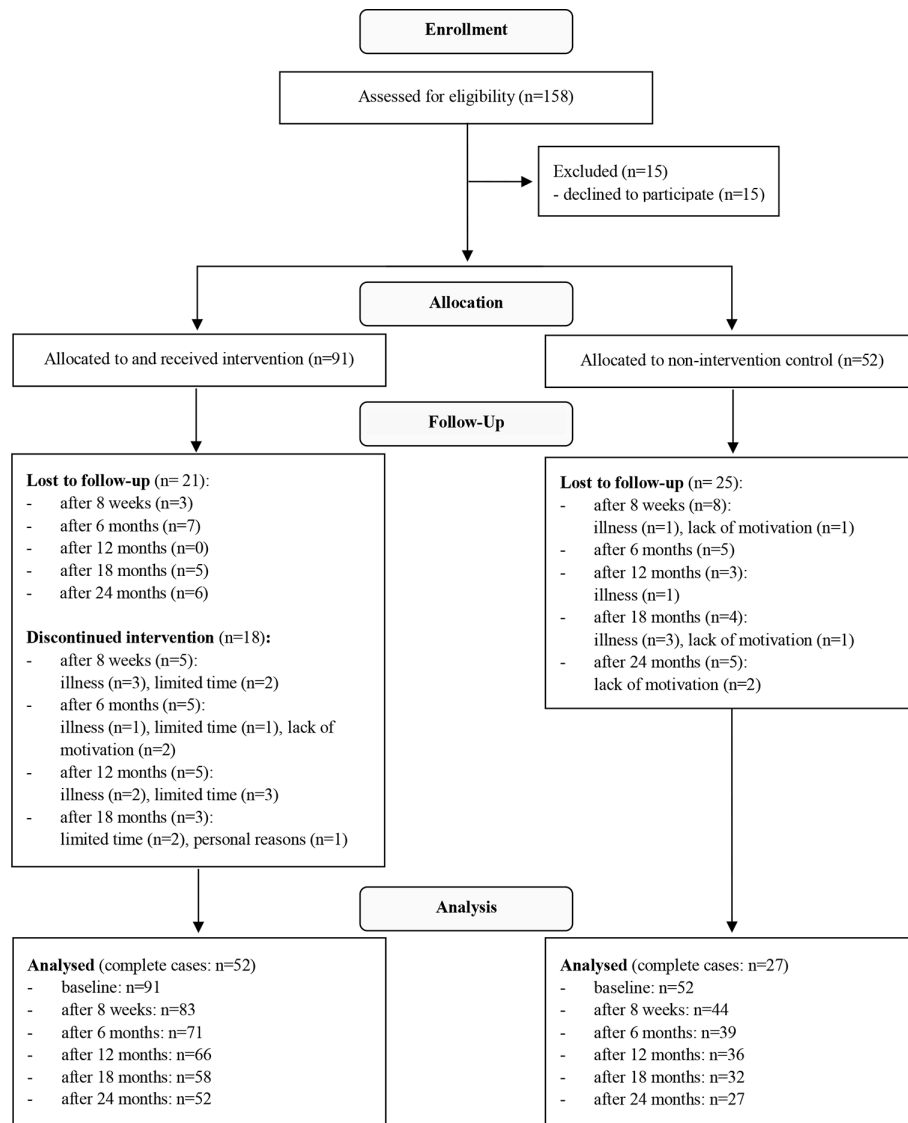 Enrollment
Assessed for eligibility (n=158)
Excluded (n=15)
- declined to participate (n=15)
Allocation
Allocated to and received intervention (n=91)
Allocated to non-intervention control (n=52)
Follow-Up
Lost to follow-up (n= 21):
- after 8 weeks (n=3)
- after 6 months (n=7)
- after 12 months (n=0)
- after 18 months (n=5)
- after 24 months (n=6)
Discontinued intervention (n=18):
- after 8 weeks (n=5):
illness (n=3), limited time (n=2)
- after 6 months (n=5):
illness (n=1), limited time (n=1), lack of
motivation (n=2)
- after 12 months (n=5):
illness (n=2), limited time (n=3)
- after 18 months (n=3):
limited time (n=2), personal reasons (n=1)
Lost to follow-up (n= 25):
- after 8 weeks (n=8):
illness (n=1), lack of motivation (n=1)
- after 6 months (n=5)
- after 12 months (n=3):
illness (n=1)
- after 18 months (n=4):
illness (n=3), lack of motivation (n=1)
- after 24 months (n=5):
lack of motivation (n=2)
Analysis
Analysed (complete cases: n=52)
- baseline: n=91
- after 8 weeks: n=83
- after 6 months: n=71
- after 12 months: n=66
- after 18 months: n=58
- after 24 months: n=52
Analysed (complete cases: n=27)
- baseline: n=52
- after 8 weeks: n=44
- after 6 months: n=39
- after 12 months: n=36
- after 18 months: n=32
- after 24 months: n=27